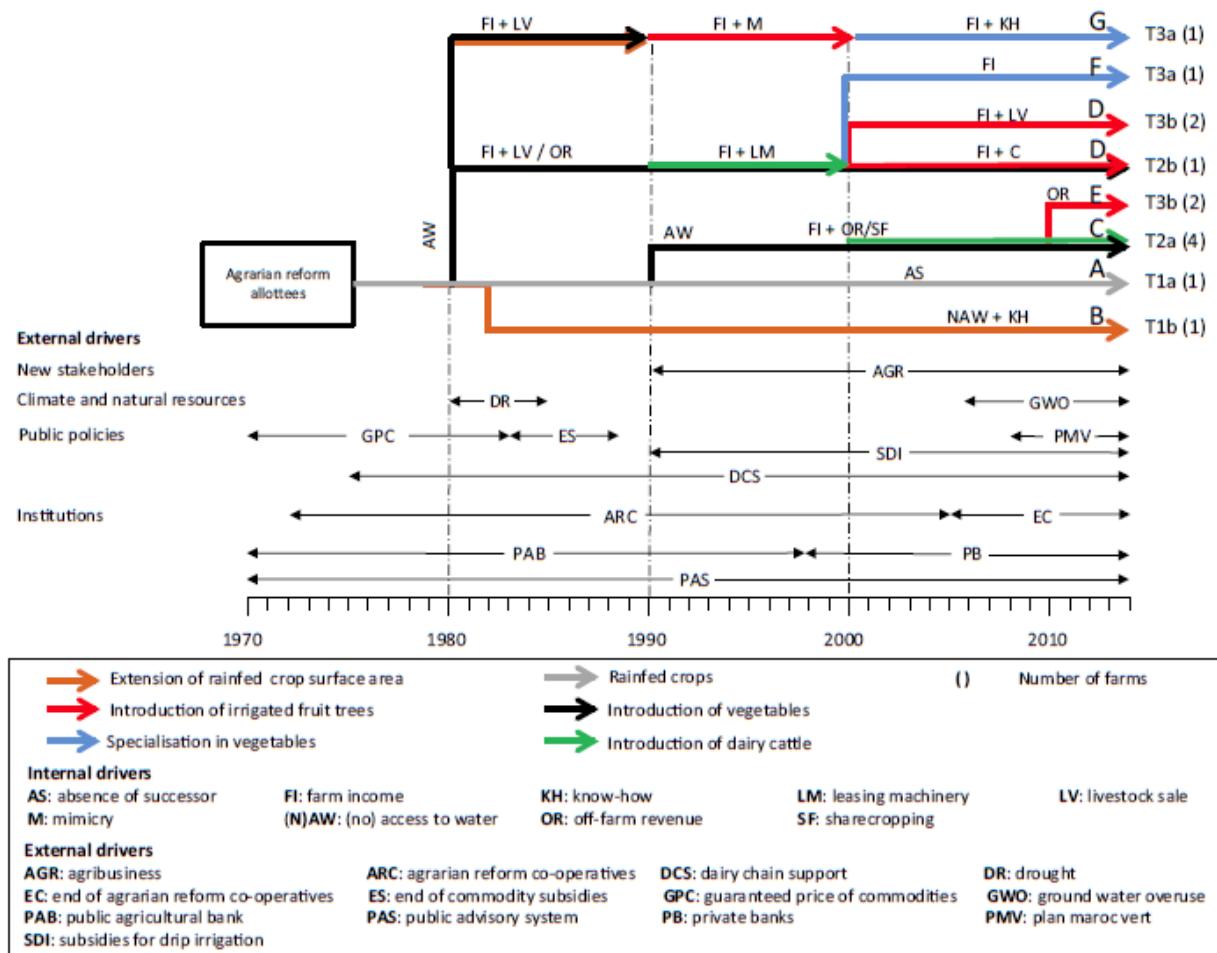 FI + LV FI + M FI + KH G T3a (1)
FI F T3a (1)
FI + LV D T3b (2)
FI + LV / OR FI + LM FI + C D T2b (1)
OR E T3b (2)
AW AW FI + OR/SF C T2a (4)
Agrarian reform
allottees
AS A T1a (1)
NAW + KH B T1b (1)
External drivers
New stakeholders AGR
Climate and natural resources DR GWO
Public policies GPC ES PMV
SDI
DCS
Institutions ARC EC
PAB PB
PAS
1970 1980 1990 2000 2010
Extension of rainfed crop surface area Rainfed crops () Number of farms
Introduction of irrigated fruit trees Introduction of vegetables
Specialisation in vegetables Introduction of dairy cattle
Internal drivers
AS: absence of successor FI: farm income KH: know-how LM: leasing machinery LV: livestock sale
M: mimicry (N)AW: (no) access to water OR: off-farm revenue SF: sharecropping
External drivers
AGR: agribusiness ARC: agrarian reform co-operatives DCS: dairy chain support DR: drought
EC: end of agrarian reform co-operatives ES: end of commodity subsidies GPC: guaranteed price of commodities GWO: ground water overuse
PAB: public agricultural bank PAS: public advisory system PB: private banks PMV: plan maroc vert
SDI: subsidies for drip irrigation